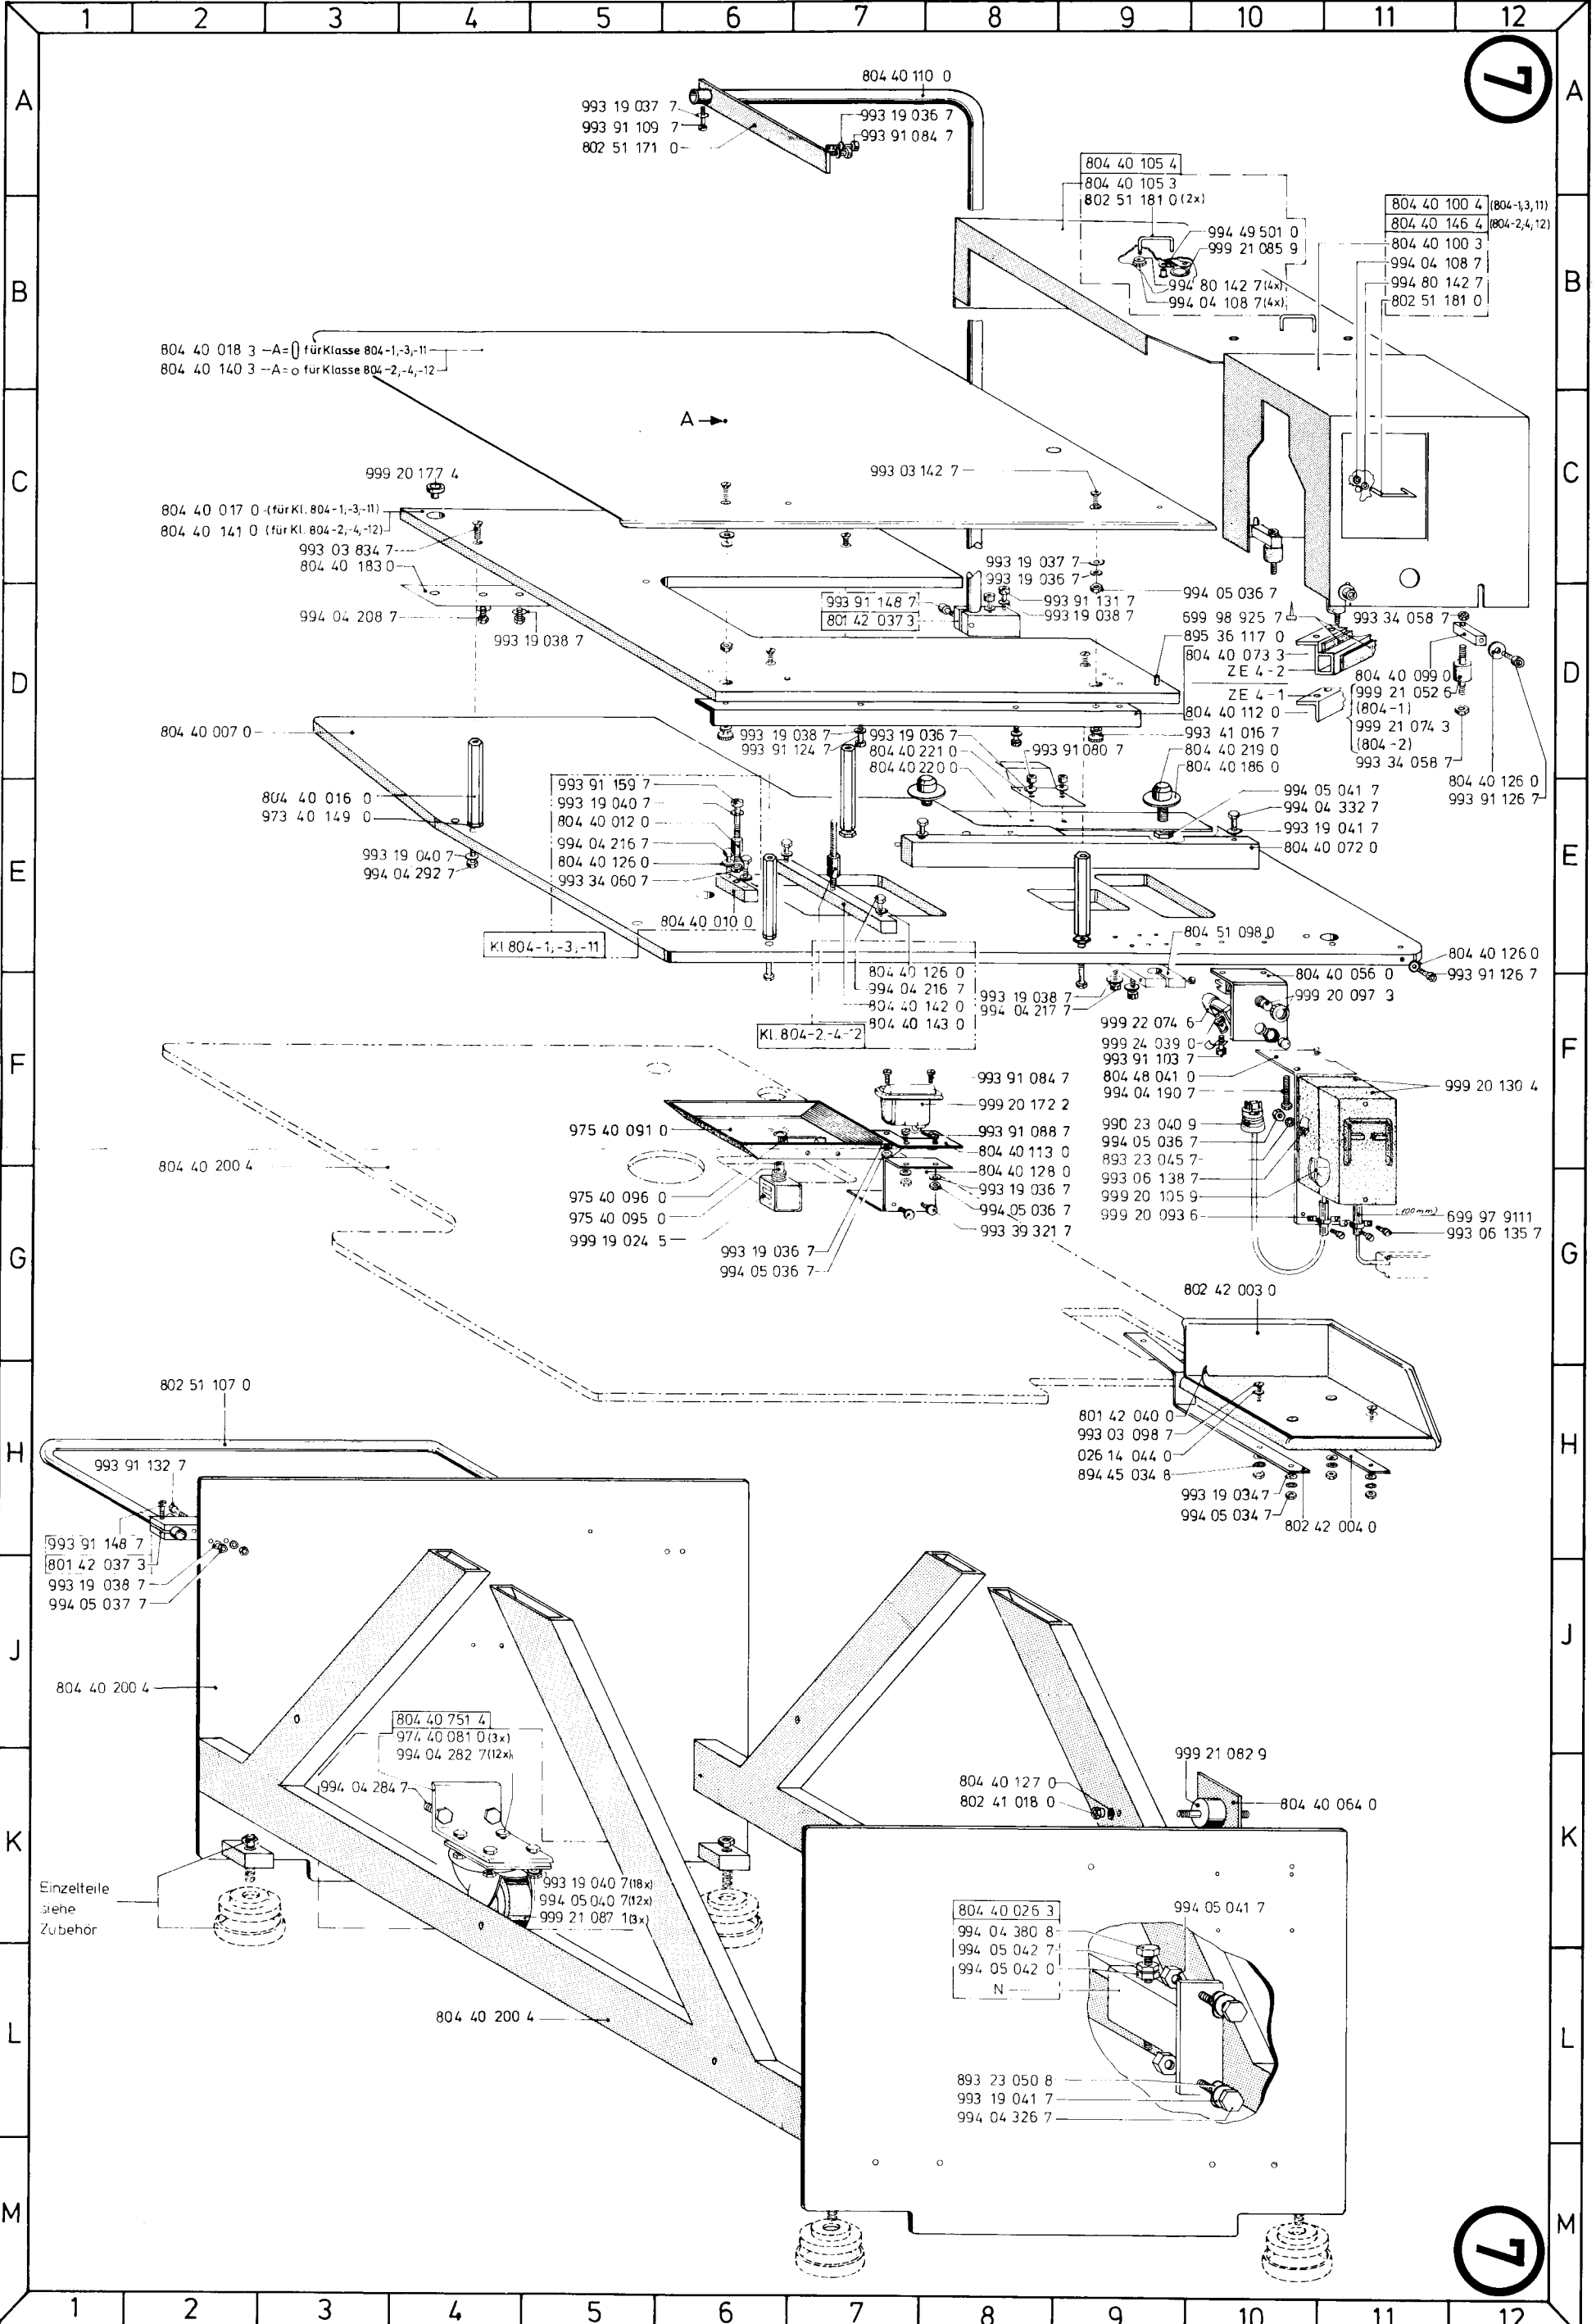 1 2 3 4 5 6 7 8 9 10 11 12
7
A A
804 40 110 0
993 19 037 7
993 91 109 7
802 51 171 0
993 19 036 7
993 91 084 7
804 40 105 4
804 40 105 3
802 51 181 0 (2x)
994 49 501 0
999 21 085 9
994 80 142 7 (4x)
994 04 108 7 (4x)
804 40 100 4 (804-1,3,11)
804 40 146 4 (804-2,4,12)
804 40 100 3
994 04 108 7
994 80 142 7
802 51 181 0
B B
804 40 018 3 -A= für Klasse 804-1,-3,-11
804 40 140 3 -A= o für Klasse 804-2,-4,-12
A
C C
999 20 177 4
993 03 142 7
804 40 017 0 (für Kl. 804-1,-3,-11)
804 40 141 0 (für Kl. 804-2,-4,-12)
993 03 834 7
804 40 183 0
994 04 208 7
993 19 038 7
993 19 037 7
993 19 036 7
994 05 036 7
993 91 148 7
801 42 037 3
993 91 131 7
993 19 038 7
699 98 925 7
895 36 117 0
804 40 073 3
ZE 4-2
ZE 4-1
804 40 112 0
993 34 058 7
804 40 099 0
999 21 052 6
(804-1)
999 21 074 3
(804-2)
993 34 058 7
804 40 126 0
993 91 126 7
D D
804 40 007 0
993 19 038 7
993 91 124 7
993 19 036 7
804 40 221 0
804 40 220 0
993 91 080 7
993 41 016 7
804 40 219 0
804 40 186 0
994 05 041 7
994 04 332 7
993 19 041 7
804 40 072 0
E E
804 40 016 0
973 40 149 0
993 19 040 7
994 04 292 7
993 91 159 7
993 19 040 7
804 40 012 0
994 04 216 7
804 40 126 0
993 34 060 7
804 40 010 0
Kl 804-1,-3,-11
804 51 098 0
804 40 126 0
993 91 126 7
804 40 126 0
994 04 216 7
804 40 142 0
804 40 143 0
Kl. 804-2,-4,-12
993 19 038 7
994 04 217 7
804 40 056 0
999 20 097 3
F F
999 22 074 6
999 24 039 0
993 91 103 7
804 48 041 0
994 04 190 7
999 20 130 4
990 23 040 9
994 05 036 7
893 23 045 7
993 06 138 7
999 20 105 9
999 20 093 6
(100mm)
699 97 911 1
993 06 135 7
993 91 084 7
999 20 172 2
993 91 088 7
804 40 113 0
804 40 128 0
993 19 036 7
994 05 036 7
993 39 321 7
975 40 091 0
804 40 200 4
975 40 096 0
975 40 095 0
999 19 024 5
993 19 036 7
994 05 036 7
G G
802 42 003 0
801 42 040 0
993 03 098 7
026 14 044 0
894 45 034 8
993 19 034 7
994 05 034 7
802 42 004 0
H H
802 51 107 0
993 91 132 7
993 91 148 7
801 42 037 3
993 19 038 7
994 05 037 7
J J
804 40 200 4
804 40 751 4
974 40 081 0 (3x)
994 04 282 7 (12x)
994 04 284 7
993 19 040 7 (18x)
994 05 040 7 (12x)
999 21 087 1 (3x)
K K
999 21 082 9
804 40 127 0
802 41 018 0
804 40 064 0
Einzelteile
siehe
Zubehör
804 40 026 3
994 04 380 8
994 05 042 7
994 05 042 0
N
994 05 041 7
L L
804 40 200 4
893 23 050 8
993 19 041 7
994 04 326 7
M M
7
1 2 3 4 5 6 7 8 9 10 11 12